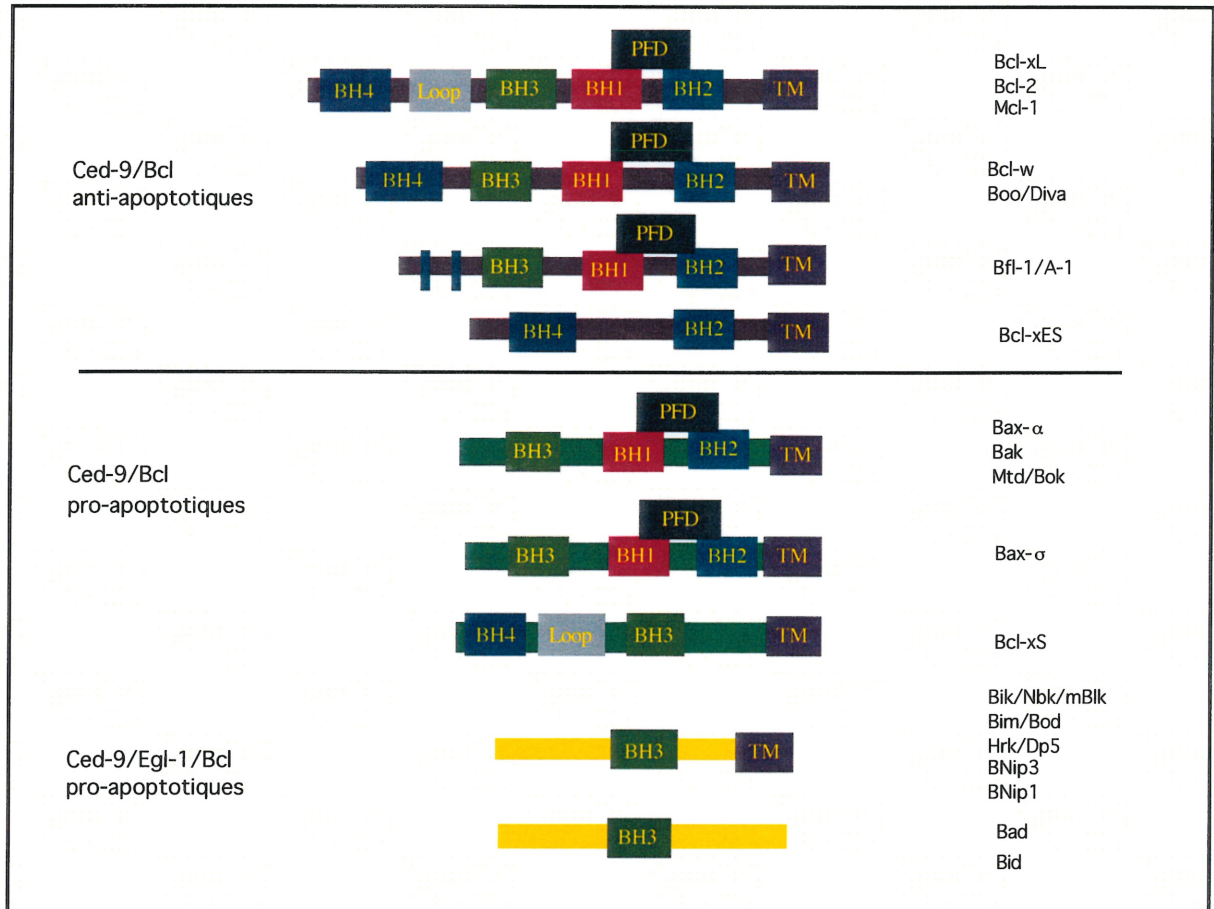 PFD
BH4 Loop BH3 BH1 BH2 TM
Bcl-xL
Bcl-2
Mcl-1
Ced-9/Bcl
anti-apoptotiques
PFD
BH4 BH3 BH1 BH2 TM
Bcl-w
Boo/Diva
PFD
BH3 BH1 BH2 TM
Bfl-1/A-1
BH4 BH2 TM
Bcl-xES
Ced-9/Bcl
pro-apoptotiques
PFD
BH3 BH1 BH2 TM
Bax-α
Bak
Mtd/Bok
PFD
BH3 BH1 BH2 TM
Bax-σ
BH4 Loop BH3 TM
Bcl-xS
Ced-9/Egl-1/Bcl
pro-apoptotiques
BH3 TM
Bik/Nbk/mBlk
Bim/Bod
Hrk/Dp5
BNip3
BNip1
BH3
Bad
Bid